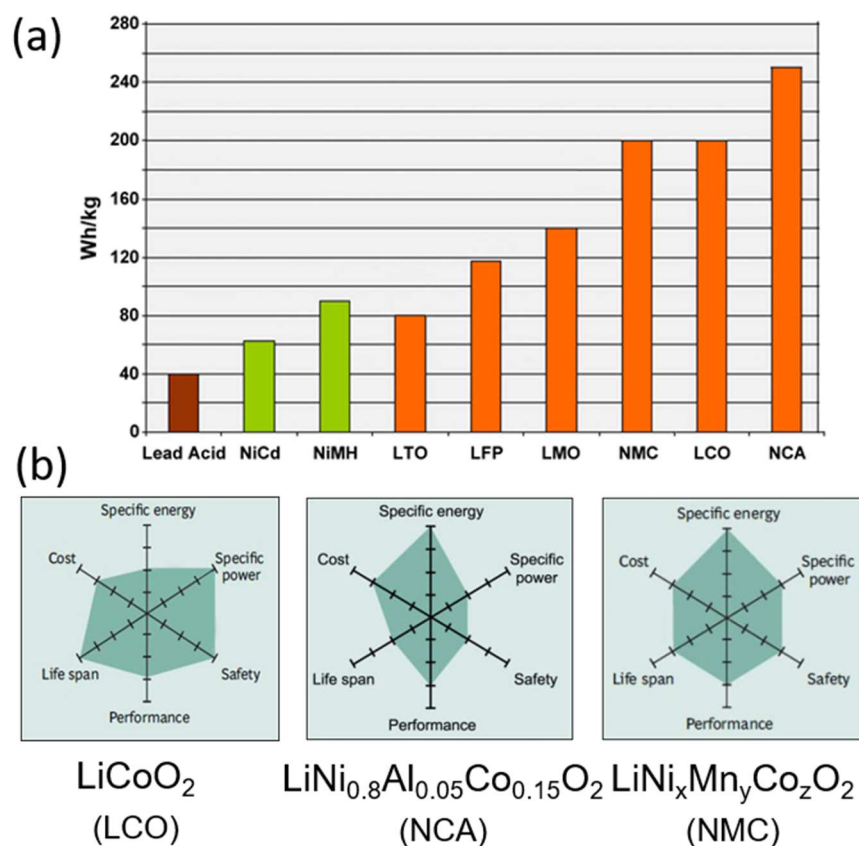 (a)
280
240
200
160
120
80
40
0
Wh/kg
Lead Acid NiCd NiMH LTO LFP LMO NMC LCO NCA
(b)
Specific energy
Cost
Specific
power
Life span
Safety
Performance
Specific energy
Cost
Specific
power
Life span
Safety
Performance
Specific energy
Cost
Specific
power
Life span
Safety
Performance
LiCoO₂
(LCO)
LiNi₀.₈Al₀.₀₅Co₀.₁₅O₂
(NCA)
LiNiₓMnᵧCo_zO₂
(NMC)